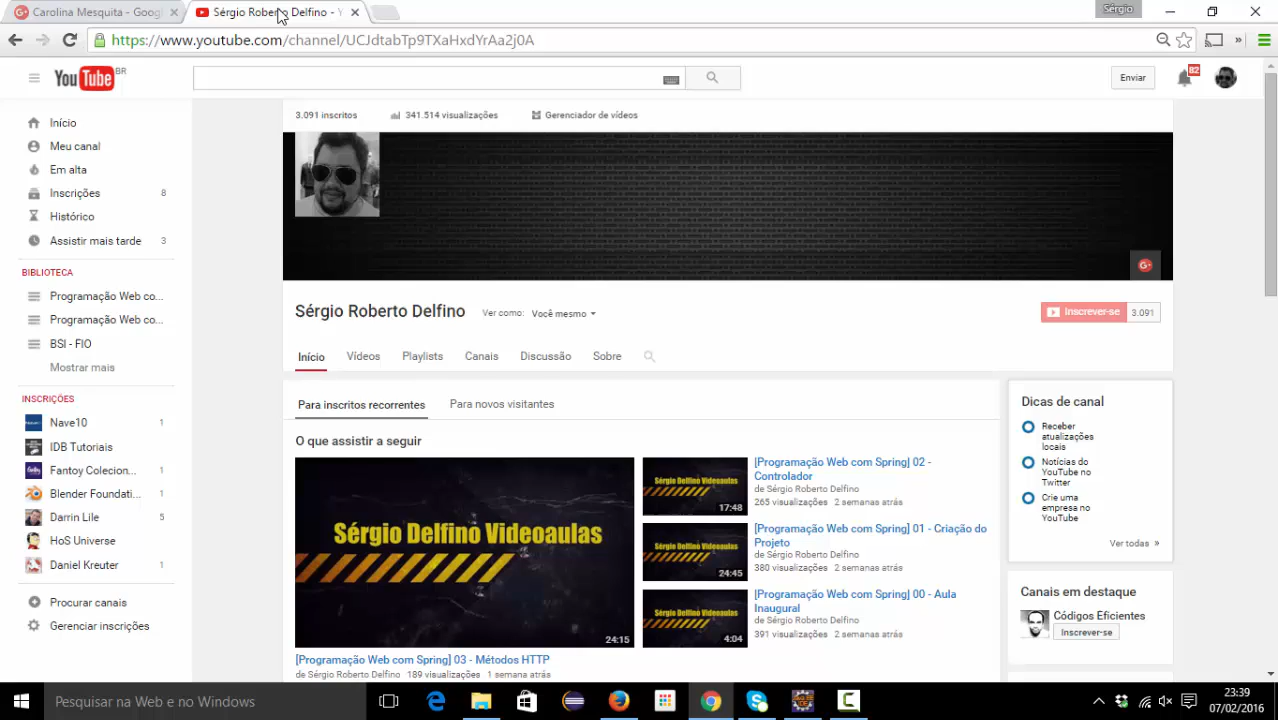 Carolina Mesquita - Goog
Sérgio Roberto Delfino - Y
Sérgio
https://www.youtube.com/channel/UCJdtabTp9TXaHxdYrAa2j0A
YouTube BR
Enviar
82
3.091 inscritos
341.514 visualizações
Gerenciador de vídeos
Início
Meu canal
Em alta
Inscrições 8
Histórico
Assistir mais tarde 3
BIBLIOTECA
Programação Web co...
Programação Web co...
BSI - FIO
Mostrar mais
INSCRIÇÕES
Nave10 1
IDB Tutoriais
Fantoy Colecion... 1
Blender Foundati... 1
Darrin Lile 5
HoS Universe
Daniel Kreuter 1
Procurar canais
Gerenciar inscrições
Sérgio Roberto Delfino
Ver como: Você mesmo
Inscrever-se 3.091
Início Vídeos Playlists Canais Discussão Sobre
Para inscritos recorrentes Para novos visitantes
O que assistir a seguir
Sérgio Delfino Videoaulas
24:15
[Programação Web com Spring] 03 - Métodos HTTP
de Sérgio Roberto Delfino 189 visualizações 1 semana atrás
Sérgio Delfino Videoaulas
17:48
[Programação Web com Spring] 02 -
Controlador
de Sérgio Roberto Delfino
265 visualizações 2 semanas atrás
Sérgio Delfino Videoaulas
24:45
[Programação Web com Spring] 01 - Criação do
Projeto
de Sérgio Roberto Delfino
380 visualizações 2 semanas atrás
Sérgio Delfino Videoaulas
4:04
[Programação Web com Spring] 00 - Aula
Inaugural
de Sérgio Roberto Delfino
391 visualizações 2 semanas atrás
Dicas de canal
Receber
atualizações
locais
Notícias do
YouTube no
Twitter
Crie uma
empresa no
YouTube
Ver todas »
Canais em destaque
Códigos Eficientes
Inscrever-se
Pesquisar na Web e no Windows
23:39
07/02/2016